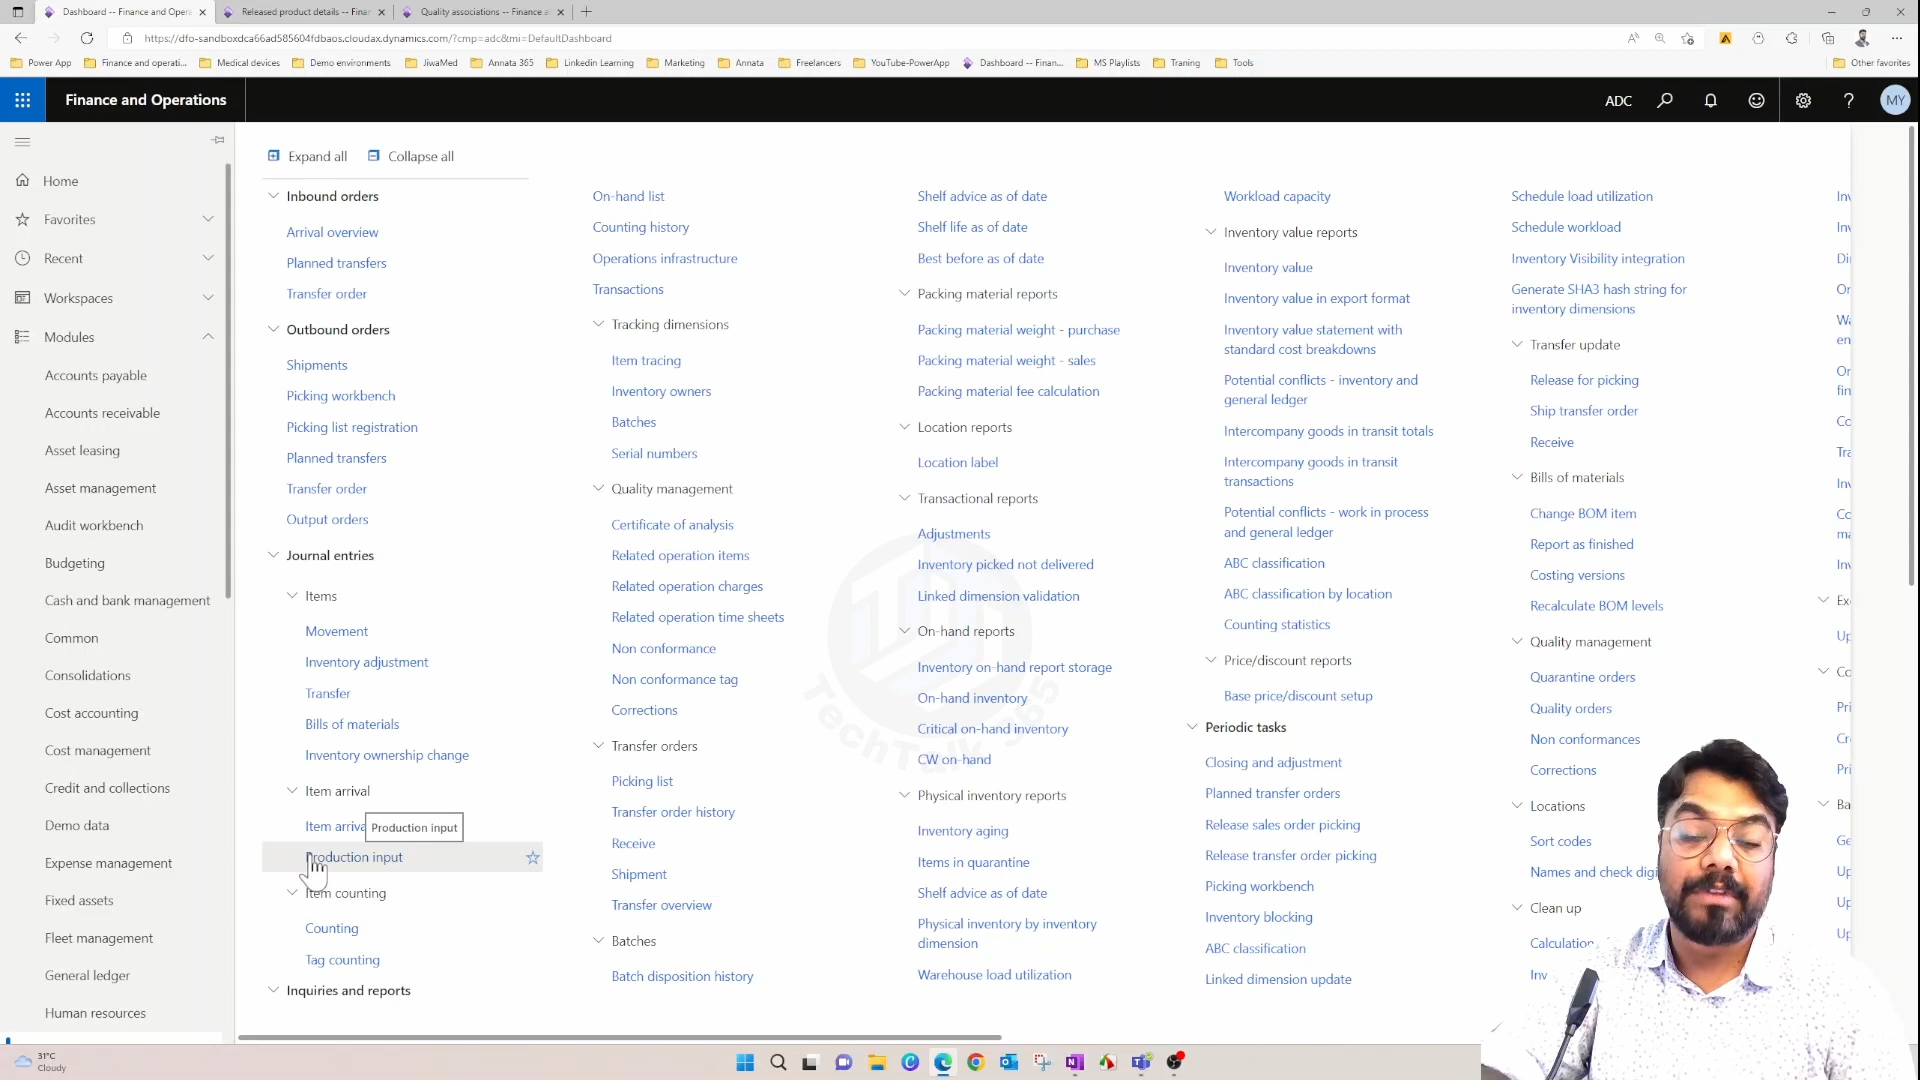 Dashboard -- Finance and Opera
Released product details -- Finan
Quality associations -- Finance a
https://dfo-sandboxdca66ad585604fdbaos.cloudax.dynamics.com/?cmp=adc&mi=DefaultDashboard
Power App
Finance and operati...
Medical devices
Demo environments
JiwaMed
Annata 365
Linkedin Learning
Marketing
Annata
Freelancers
YouTube-PowerApp
Dashboard -- Finan...
MS Playlists
Traning
Tools
Other favorites
Finance and Operations
ADC
MY
Home
Favorites
Recent
Workspaces
Modules
Accounts payable
Accounts receivable
Asset leasing
Asset management
Audit workbench
Budgeting
Cash and bank management
Common
Consolidations
Cost accounting
Cost management
Credit and collections
Demo data
Expense management
Fixed assets
Fleet management
General ledger
Human resources
Expand all
Collapse all
Inbound orders
Arrival overview
Planned transfers
Transfer order
Outbound orders
Shipments
Picking workbench
Picking list registration
Planned transfers
Transfer order
Output orders
Journal entries
Items
Movement
Inventory adjustment
Transfer
Bills of materials
Inventory ownership change
Item arrival
Item arriva
Production input
Production input
Item counting
Counting
Tag counting
Inquiries and reports
On-hand list
Counting history
Operations infrastructure
Transactions
Tracking dimensions
Item tracing
Inventory owners
Batches
Serial numbers
Quality management
Certificate of analysis
Related operation items
Related operation charges
Related operation time sheets
Non conformance
Non conformance tag
Corrections
Transfer orders
Picking list
Transfer order history
Receive
Shipment
Transfer overview
Batches
Batch disposition history
Shelf advice as of date
Shelf life as of date
Best before as of date
Packing material reports
Packing material weight - purchase
Packing material weight - sales
Packing material fee calculation
Location reports
Location label
Transactional reports
Adjustments
Inventory picked not delivered
Linked dimension validation
On-hand reports
Inventory on-hand report storage
On-hand inventory
Critical on-hand inventory
CW on-hand
Physical inventory reports
Inventory aging
Items in quarantine
Shelf advice as of date
Physical inventory by inventory
dimension
Warehouse load utilization
TechTalk 365
Workload capacity
Inventory value reports
Inventory value
Inventory value in export format
Inventory value statement with
standard cost breakdowns
Potential conflicts - inventory and
general ledger
Intercompany goods in transit totals
Intercompany goods in transit
transactions
Potential conflicts - work in process
and general ledger
ABC classification
ABC classification by location
Counting statistics
Price/discount reports
Base price/discount setup
Periodic tasks
Closing and adjustment
Planned transfer orders
Release sales order picking
Release transfer order picking
Picking workbench
Inventory blocking
ABC classification
Linked dimension update
Schedule load utilization
Schedule workload
Inventory Visibility integration
Generate SHA3 hash string for
inventory dimensions
Transfer update
Release for picking
Ship transfer order
Receive
Bills of materials
Change BOM item
Report as finished
Costing versions
Recalculate BOM levels
Quality management
Quarantine orders
Quality orders
Non conformances
Corrections
Locations
Sort codes
Names and check digi
Clean up
Calculation
Inv
31°C
Cloudy